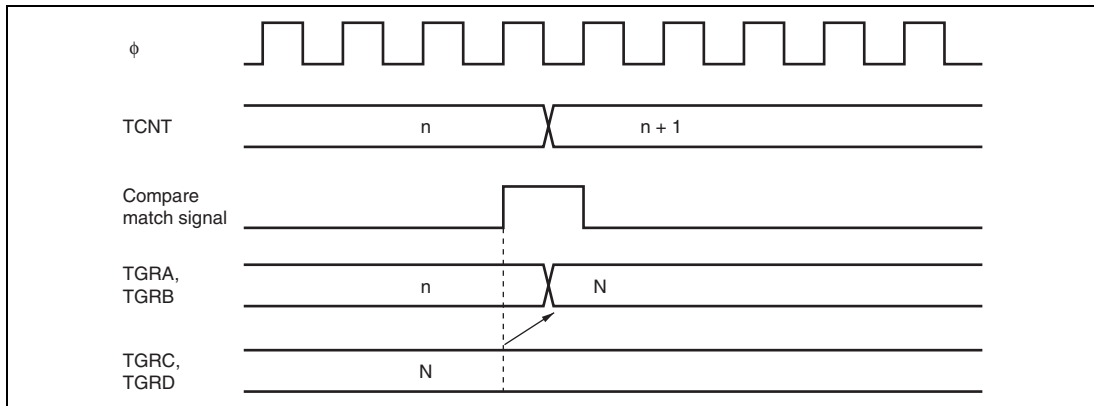 ϕ
TCNT
n
n + 1
Compare
match signal
TGRA,
TGRB
n
N
TGRC,
TGRD
N